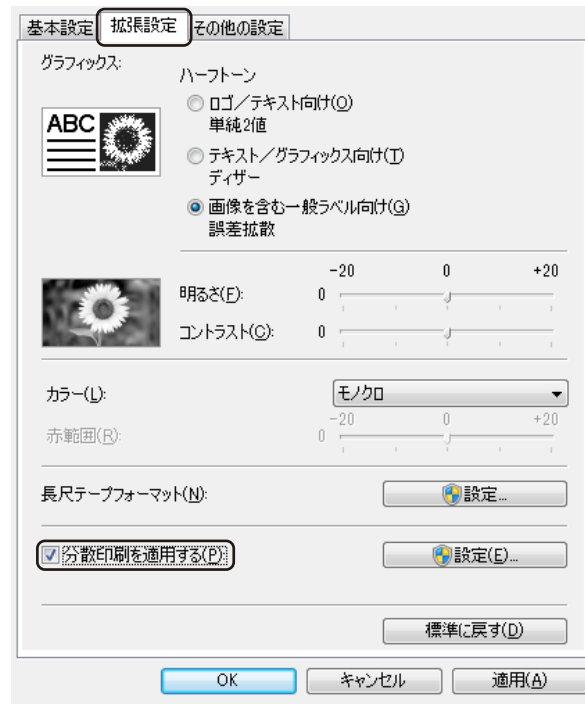 基本設定 拡張設定 その他の設定
グラフィックス:
ハーフトーン
ロゴ/テキスト向け(O)
単純2値
ABC
テキスト/グラフィックス向け(T)
ディザー
画像を含む一般ラベル向け(G)
誤差拡散
-20 0 +20
明るさ(F): 0
コントラスト(C): 0
カラー(L): モノクロ
-20 0 +20
赤範囲(R): 0
長尺テープフォーマット(N): 設定...
分散印刷を適用する(P): 設定(E)...
標準に戻す(D)
OK キャンセル 適用(A)